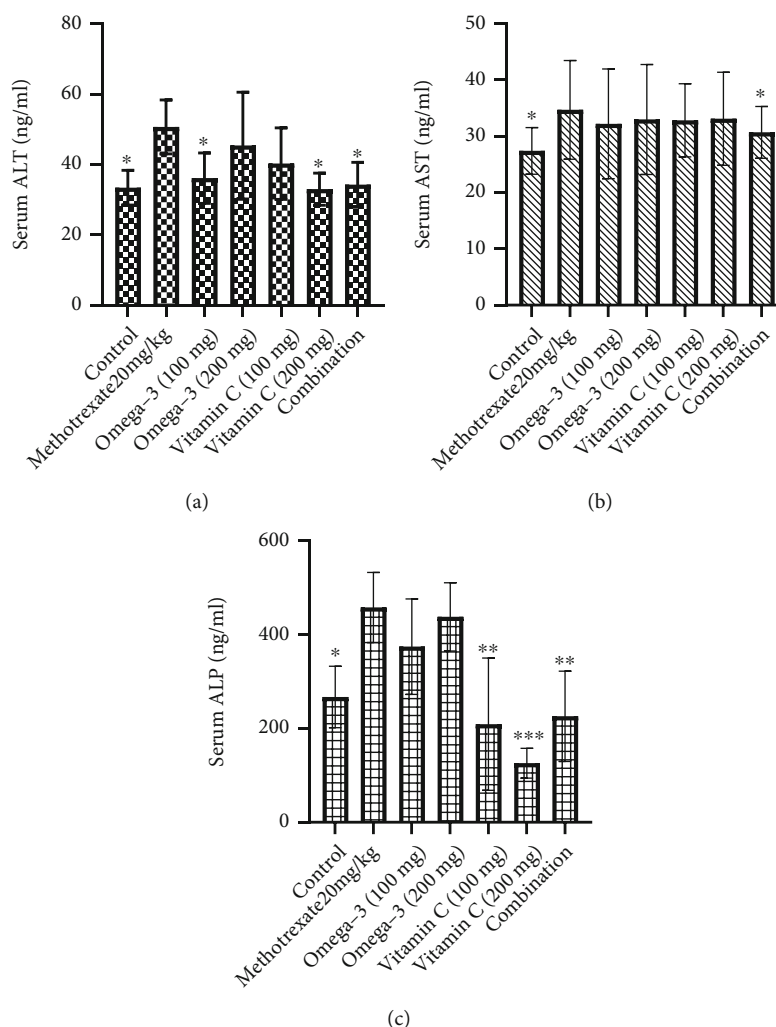 Serum ALT (ng/ml)
80
60
40
20
0
*
*
*
*
Control
Methotrexate20mg/kg
Omega–3 (100 mg)
Omega–3 (200 mg)
Vitamin C (100 mg)
Vitamin C (200 mg)
Combination
(a)
Serum AST (ng/ml)
50
40
30
20
10
0
*
*
Control
Methotrexate20mg/kg
Omega–3 (100 mg)
Omega–3 (200 mg)
Vitamin C (100 mg)
Vitamin C (200 mg)
Combination
(b)
Serum ALP (ng/ml)
600
400
200
0
*
**
***
**
Control
Methotrexate20mg/kg
Omega–3 (100 mg)
Omega–3 (200 mg)
Vitamin C (100 mg)
Vitamin C (200 mg)
Combination
(c)